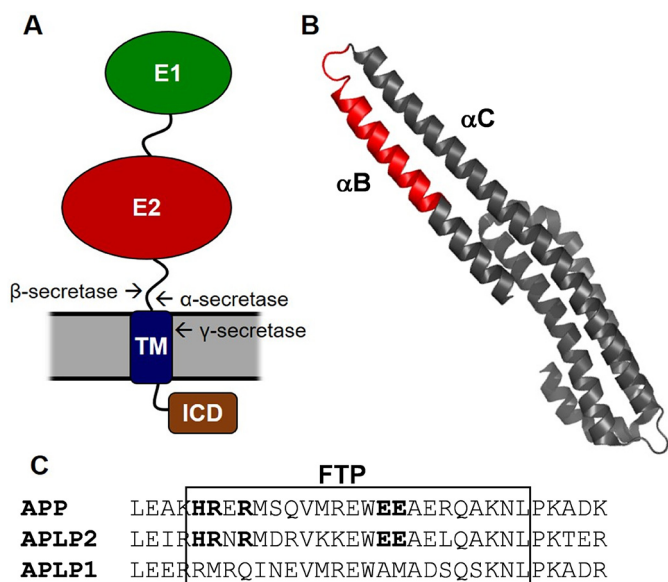 A
B
E1
αC
αB
E2
β-secretase →
← α-secretase
TM
← γ-secretase
ICD
C
FTP
APP LEAKHRERMSQVMREWEEAERQAKNLPKADK
APLP2 LEIRHRNRMDRVKKEWEEAELQAKNLPKTER
APLP1 LEERRMRQINEVMREWAMADSQSKNLPKADR